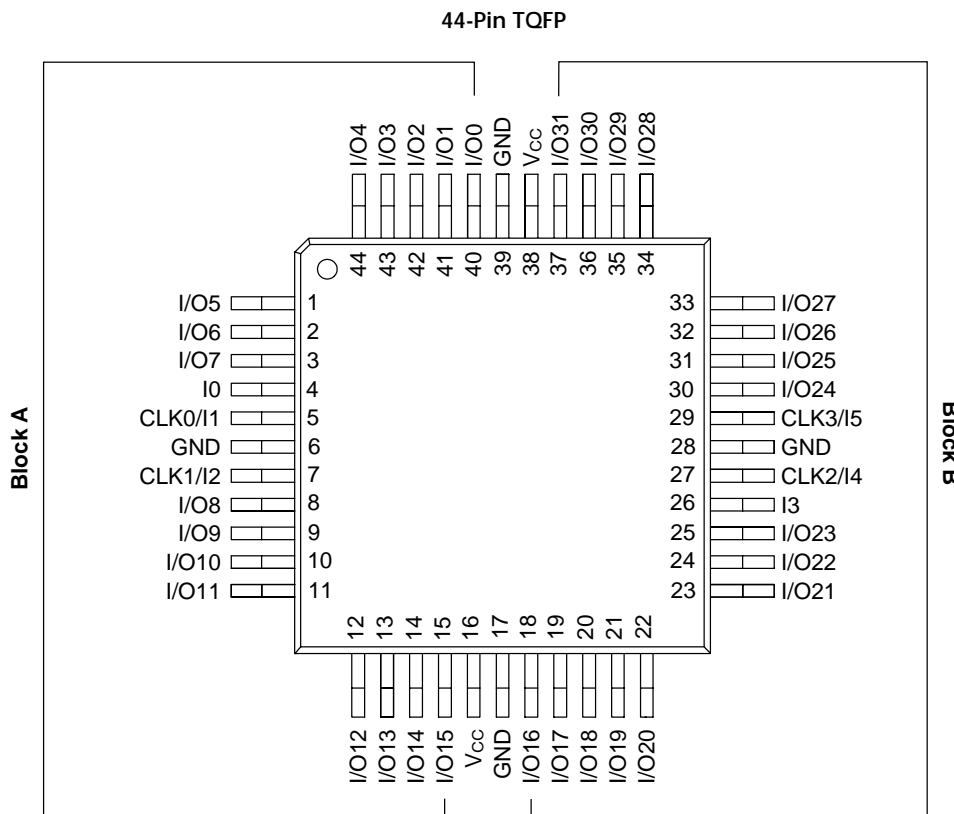 44-Pin TQFP
I/O4
I/O3
I/O2
I/O1
I/O0
GND
VCC
I/O31
I/O30
I/O29
I/O28
44
43
42
41
40
39
38
37
36
35
34
I/O5 1
I/O6 2
I/O7 3
I0 4
CLK0/I1 5
GND 6
CLK1/I2 7
I/O8 8
I/O9 9
I/O10 10
I/O11 11
33 I/O27
32 I/O26
31 I/O25
30 I/O24
29 CLK3/I5
28 GND
27 CLK2/I4
26 I3
25 I/O23
24 I/O22
23 I/O21
Block A
Block B
12
13
14
15
16
17
18
19
20
21
22
I/O12
I/O13
I/O14
I/O15
VCC
GND
I/O16
I/O17
I/O18
I/O19
I/O20